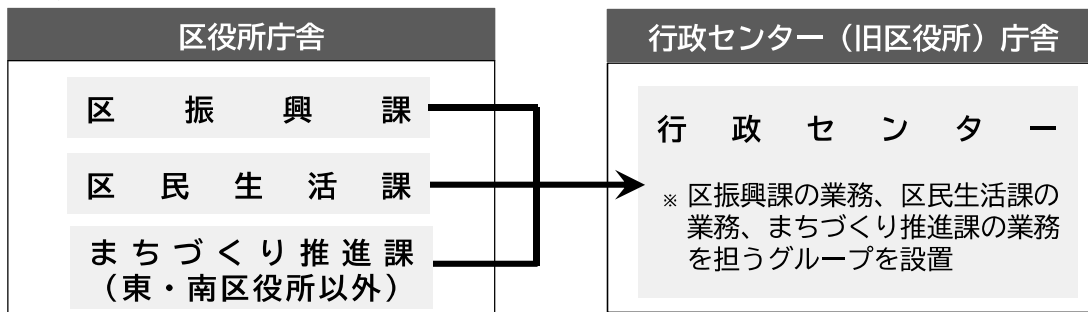 区役所庁舎
区振興課
区民生活課
まちづくり推進課
（東・南区役所以外）
行政センター（旧区役所）庁舎
行政センター
※ 区振興課の業務、区民生活課の
業務、まちづくり推進課の業務
を担うグループを設置